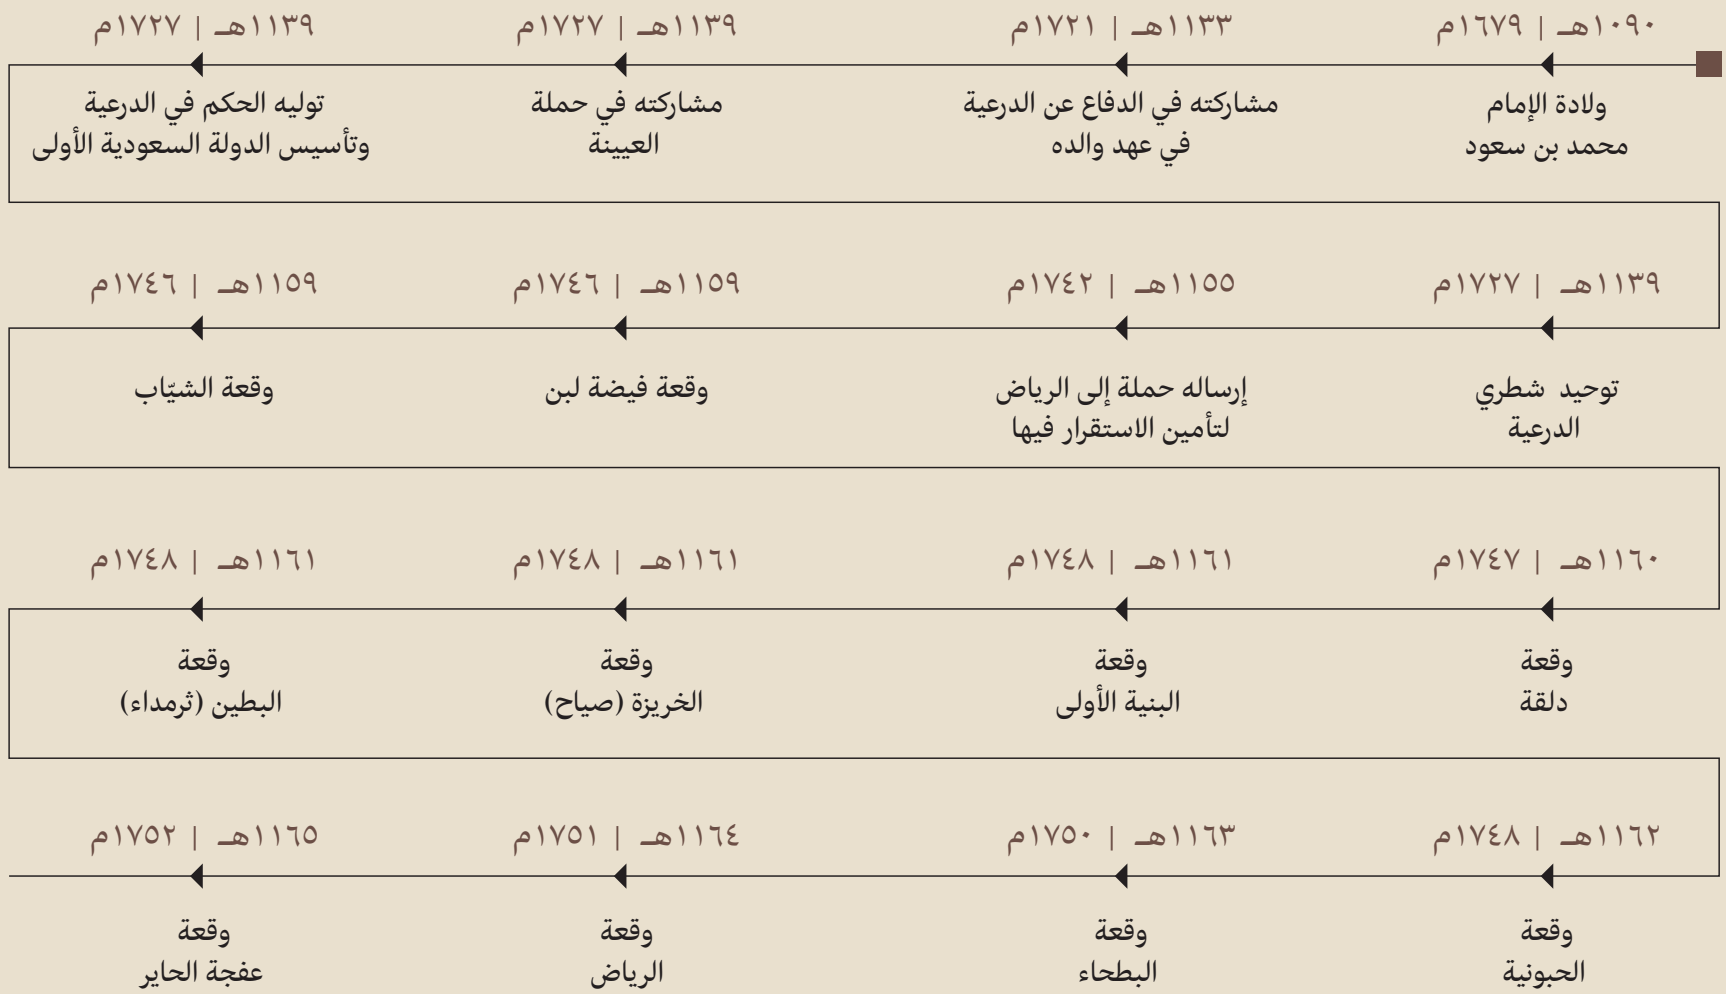 ١٠٩٠هـ | ١٦٧٩م
ولادة الإمام
محمد بن سعود
١١٣٣هـ | ١٧٢١م
مشاركته في الدفاع عن الدرعية
في عهد والده
١١٣٩هـ | ١٧٢٧م
مشاركته في حملة
العيينة
١١٣٩هـ | ١٧٢٧م
توليه الحكم في الدرعية
وتأسيس الدولة السعودية الأولى
١١٣٩هـ | ١٧٢٧م
توحيد شطري
الدرعية
١١٥٥هـ | ١٧٤٢م
إرساله حملة إلى الرياض
لتأمين الاستقرار فيها
١١٥٩هـ | ١٧٤٦م
وقعة فيضة لبن
١١٥٩هـ | ١٧٤٦م
وقعة الشيّاب
١١٦٠هـ | ١٧٤٧م
وقعة
دلقة
١١٦١هـ | ١٧٤٨م
وقعة
البنية الأولى
١١٦١هـ | ١٧٤٨م
وقعة
الخريزة (صياح)
١١٦١هـ | ١٧٤٨م
وقعة
البطين (ثرمداء)
١١٦٢هـ | ١٧٤٨م
وقعة
الحبونية
١١٦٣هـ | ١٧٥٠م
وقعة
البطحاء
١١٦٤هـ | ١٧٥١م
وقعة
الرياض
١١٦٥هـ | ١٧٥٢م
وقعة
عفجة الحاير